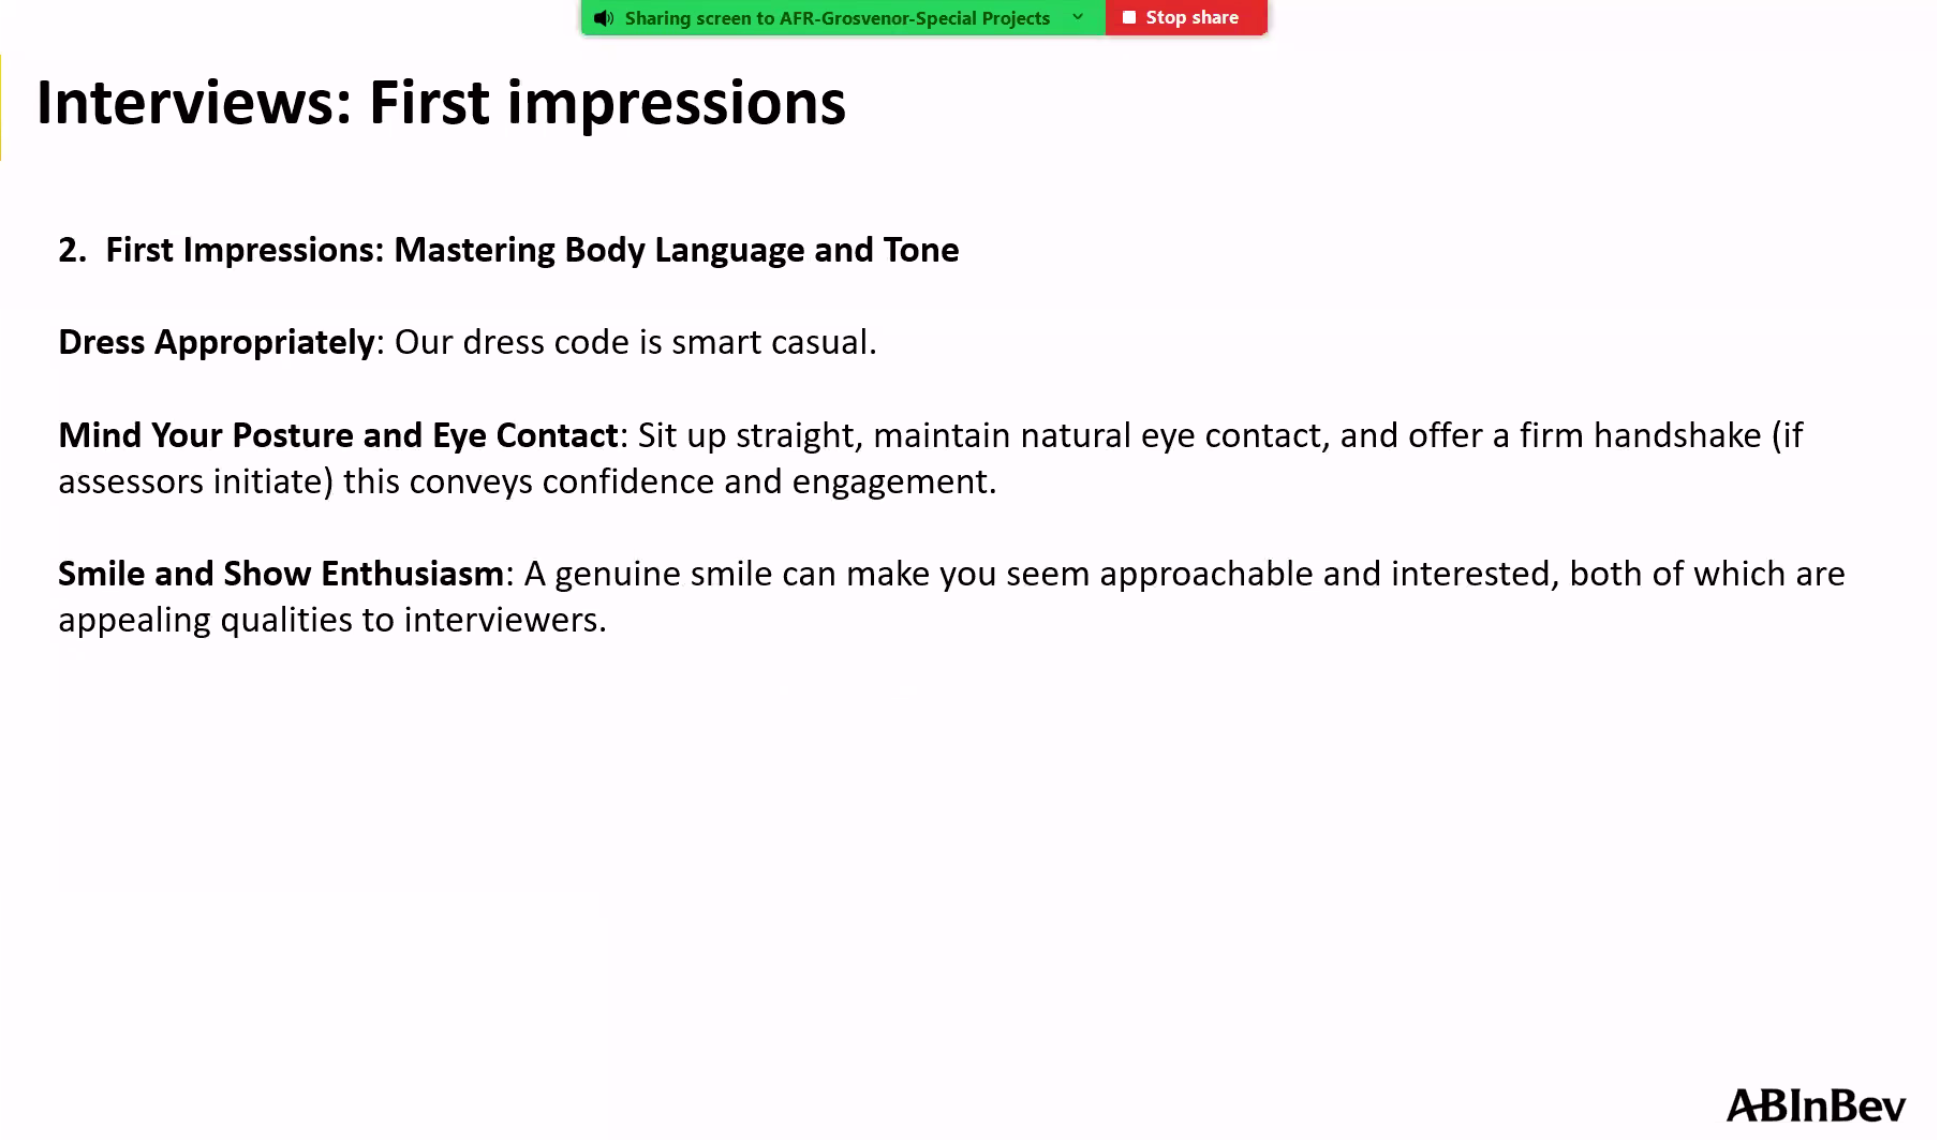 Sharing screen to AFR-Grosvenor-Special Projects
Stop share
Interviews: First impressions
2. First Impressions: Mastering Body Language and Tone
Dress Appropriately: Our dress code is smart casual.
Mind Your Posture and Eye Contact: Sit up straight, maintain natural eye contact, and offer a firm handshake (if
assessors initiate) this conveys confidence and engagement.
Smile and Show Enthusiasm: A genuine smile can make you seem approachable and interested, both of which are
appealing qualities to interviewers.
ABInBev